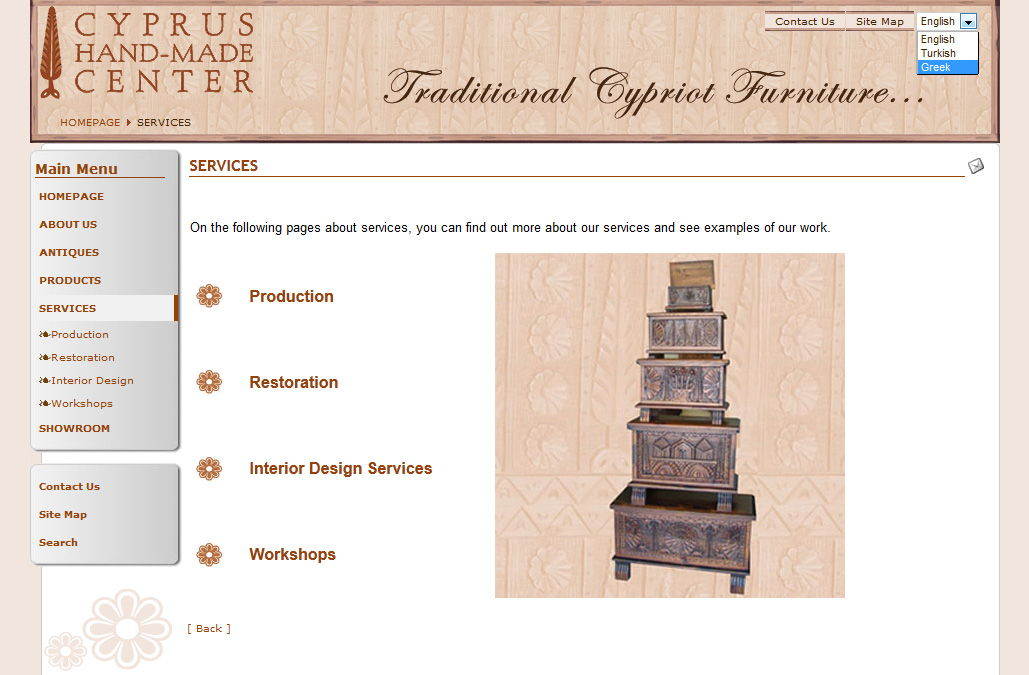 CYPRUS
HAND-MADE
CENTER
Contact Us
Site Map
English
English
Turkish
Greek
Traditional Cypriot Furniture...
HOMEPAGE SERVICES
Main Menu
HOMEPAGE
ABOUT US
ANTIQUES
PRODUCTS
SERVICES
Production
Restoration
Interior Design
Workshops
SHOWROOM
Contact Us
Site Map
Search
SERVICES
On the following pages about services, you can find out more about our services and see examples of our work.
Production
Restoration
Interior Design Services
Workshops
[ Back ]